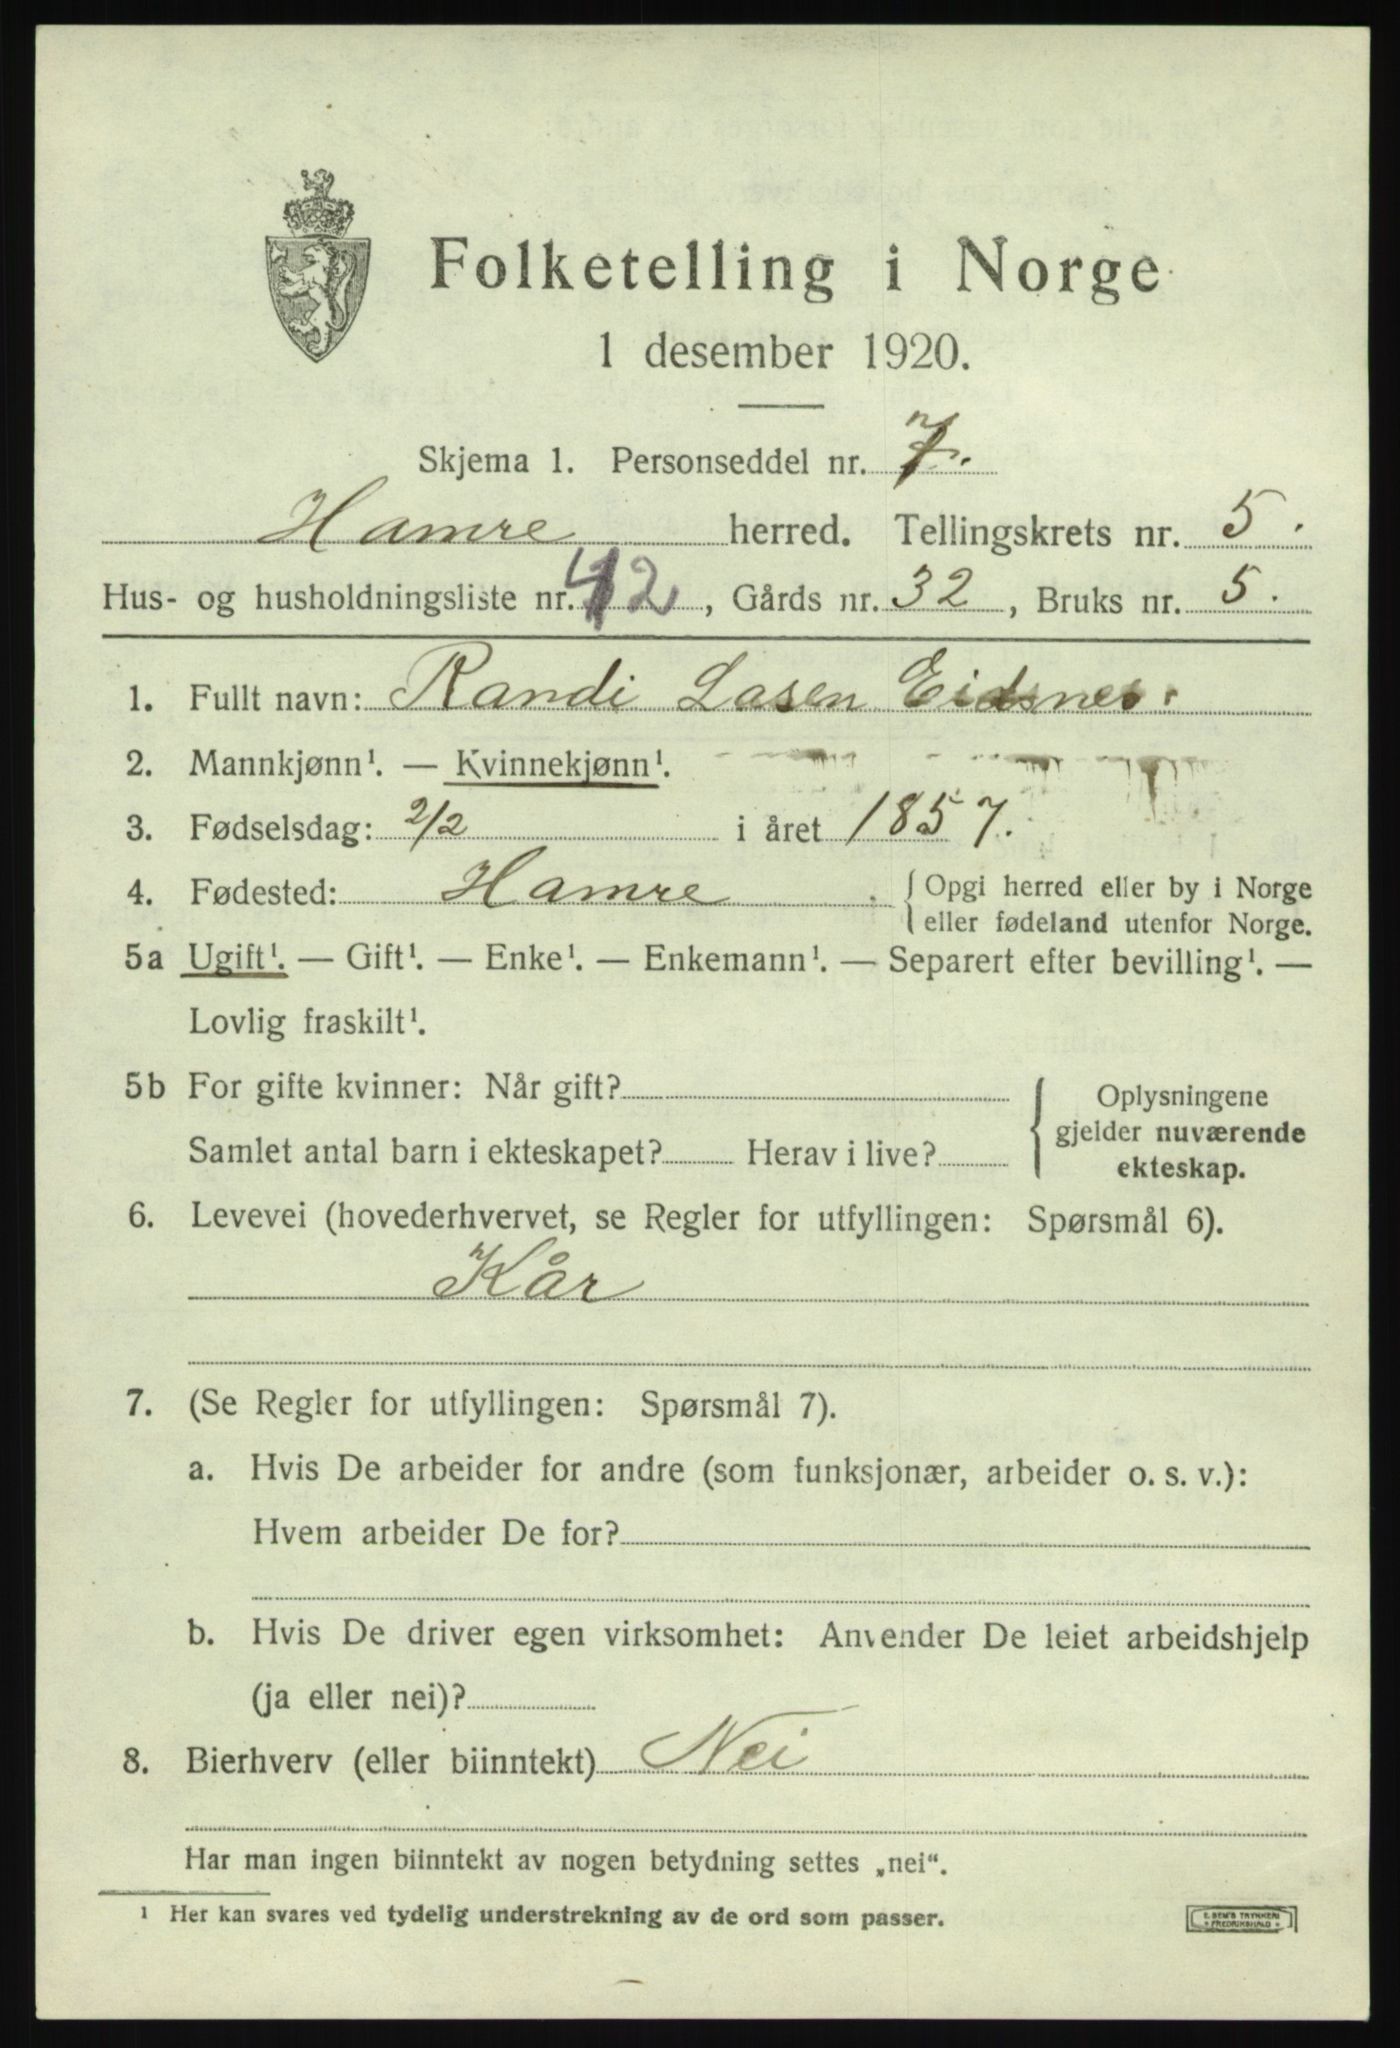 Folketelling i Norge
1 desember 1920.
Skjema 1. Personseddel nr. 7.
Hamre herred. Tellingskrets nr. 5.
Hus- og husholdningsliste nr. 42, Gårds nr. 32, Bruks nr. 5.
1. Fullt navn: Randi Lasen Eidsnes.
2. Mannkjønn¹. — Kvinnekjønn¹.
3. Fødselsdag: 2/2 i året 1857.
4. Fødested: Hamre. { Opgi herred eller by i Norge
eller fødeland utenfor Norge.
5a Ugift¹. — Gift¹. — Enke¹. — Enkemann¹. — Separert efter bevilling¹. —
Lovlig fraskilt¹.
5b For gifte kvinner: Når gift?
Samlet antal barn i ekteskapet? Herav i live?
{ Oplysningene
gjelder nuværende
ekteskap.
6. Levevei (hovederhvervet, se Regler for utfyllingen: Spørsmål 6).
Kår
7. (Se Regler for utfyllingen: Spørsmål 7).
a. Hvis De arbeider for andre (som funksjonær, arbeider o. s. v.):
Hvem arbeider De for?
b. Hvis De driver egen virksomhet: Anvender De leiet arbeidshjelp
(ja eller nei)?
8. Bierhverv (eller biinntekt) Nei
Har man ingen biinntekt av nogen betydning settes „nei“.
¹ Her kan svares ved tydelig understrekning av de ord som passer.
E. SEM'S TRYKKERI
FREDRIKSHALD